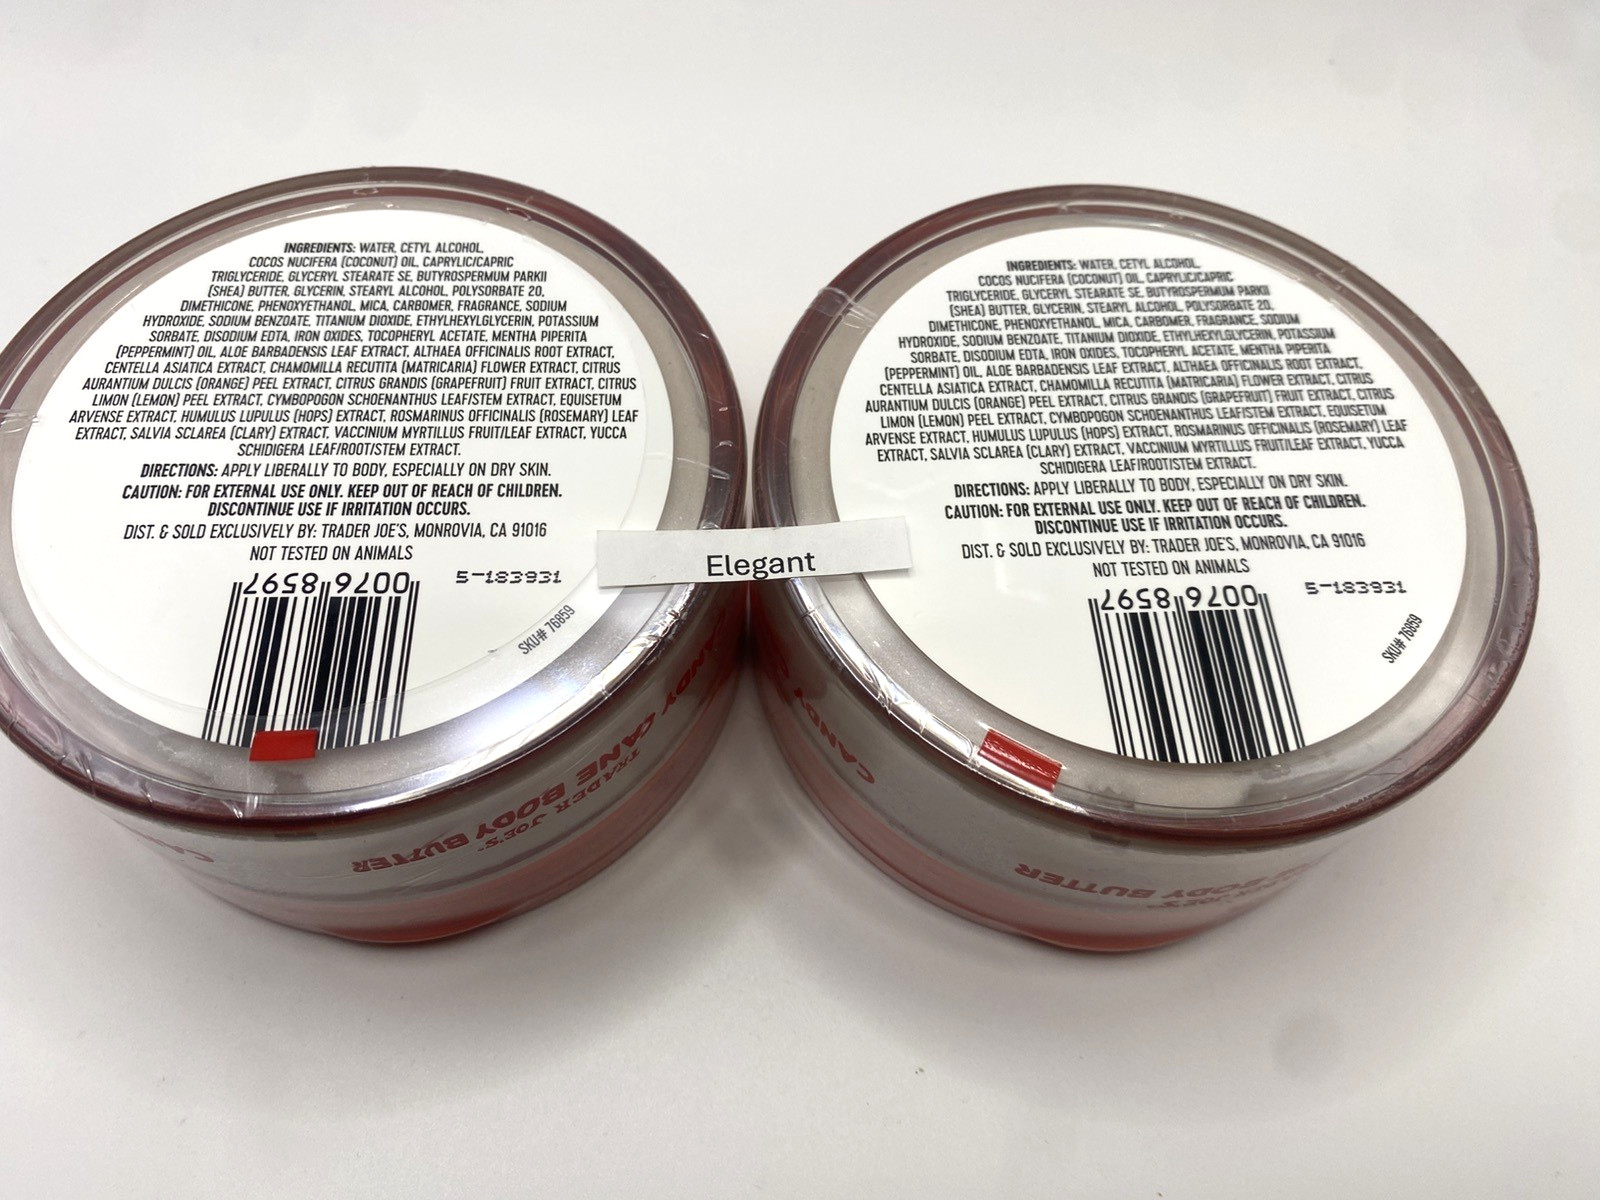 INGREDIENTS: WATER, CETYL ALCOHOL,
COCOS NUCIFERA (COCONUT) OIL, CAPRYLIC/CAPRIC
TRIGLYCERIDE, GLYCERYL STEARATE SE, BUTYROSPERMUM PARKII
(SHEA) BUTTER, GLYCERIN, STEARYL ALCOHOL, POLYSORBATE 20,
DIMETHICONE, PHENOXYETHANOL, MICA, CARBOMER, FRAGRANCE, SODIUM
HYDROXIDE, SODIUM BENZOATE, TITANIUM DIOXIDE, ETHYLHEXYLGLYCERIN, POTASSIUM
SORBATE, DISODIUM EDTA, IRON OXIDES, TOCOPHERYL ACETATE, MENTHA PIPERITA
(PEPPERMINT) OIL, ALOE BARBADENSIS LEAF EXTRACT, ALTHAEA OFFICINALIS ROOT EXTRACT,
CENTELLA ASIATICA EXTRACT, CHAMOMILLA RECUTITA (MATRICARIA) FLOWER EXTRACT, CITRUS
AURANTIUM DULCIS (ORANGE) PEEL EXTRACT, CITRUS GRANDIS (GRAPEFRUIT) FRUIT EXTRACT, CITRUS
LIMON (LEMON) PEEL EXTRACT, CYMBOPOGON SCHOENANTHUS LEAF/STEM EXTRACT, EQUISETUM
ARVENSE EXTRACT, HUMULUS LUPULUS (HOPS) EXTRACT, ROSMARINUS OFFICINALIS (ROSEMARY) LEAF
EXTRACT, SALVIA SCLAREA (CLARY) EXTRACT, VACCINIUM MYRTILLUS FRUIT/LEAF EXTRACT, YUCCA
SCHIDIGERA LEAF/ROOT/STEM EXTRACT.
DIRECTIONS: APPLY LIBERALLY TO BODY, ESPECIALLY ON DRY SKIN.
CAUTION: FOR EXTERNAL USE ONLY. KEEP OUT OF REACH OF CHILDREN.
DISCONTINUE USE IF IRRITATION OCCURS.
DIST. & SOLD EXCLUSIVELY BY: TRADER JOE'S, MONROVIA, CA 91016
NOT TESTED ON ANIMALS
5-183931
0076 8597
SKU# 76859
CANDY CANE BODY BUTTER
TRADER JOE'S
CA
Elegant
INGREDIENTS: WATER, CETYL ALCOHOL,
COCOS NUCIFERA (COCONUT) OIL, CAPRYLIC/CAPRIC
TRIGLYCERIDE, GLYCERYL STEARATE SE, BUTYROSPERMUM PARKII
(SHEA) BUTTER, GLYCERIN, STEARYL ALCOHOL, POLYSORBATE 20,
DIMETHICONE, PHENOXYETHANOL, MICA, CARBOMER, FRAGRANCE, SODIUM
HYDROXIDE, SODIUM BENZOATE, TITANIUM DIOXIDE, ETHYLHEXYLGLYCERIN, POTASSIUM
SORBATE, DISODIUM EDTA, IRON OXIDES, TOCOPHERYL ACETATE, MENTHA PIPERITA
(PEPPERMINT) OIL, ALOE BARBADENSIS LEAF EXTRACT, ALTHAEA OFFICINALIS ROOT EXTRACT,
CENTELLA ASIATICA EXTRACT, CHAMOMILLA RECUTITA (MATRICARIA) FLOWER EXTRACT, CITRUS
AURANTIUM DULCIS (ORANGE) PEEL EXTRACT, CITRUS GRANDIS (GRAPEFRUIT) FRUIT EXTRACT, CITRUS
LIMON (LEMON) PEEL EXTRACT, CYMBOPOGON SCHOENANTHUS LEAF/STEM EXTRACT, EQUISETUM
ARVENSE EXTRACT, HUMULUS LUPULUS (HOPS) EXTRACT, ROSMARINUS OFFICINALIS (ROSEMARY) LEAF
EXTRACT, SALVIA SCLAREA (CLARY) EXTRACT, VACCINIUM MYRTILLUS FRUIT/LEAF EXTRACT, YUCCA
SCHIDIGERA LEAF/ROOT/STEM EXTRACT.
DIRECTIONS: APPLY LIBERALLY TO BODY, ESPECIALLY ON DRY SKIN.
CAUTION: FOR EXTERNAL USE ONLY. KEEP OUT OF REACH OF CHILDREN.
DISCONTINUE USE IF IRRITATION OCCURS.
DIST. & SOLD EXCLUSIVELY BY: TRADER JOE'S, MONROVIA, CA 91016
NOT TESTED ON ANIMALS
5-183931
0076 8597
SKU# 76859
CANDY
BODY BUTTER
JOE'S